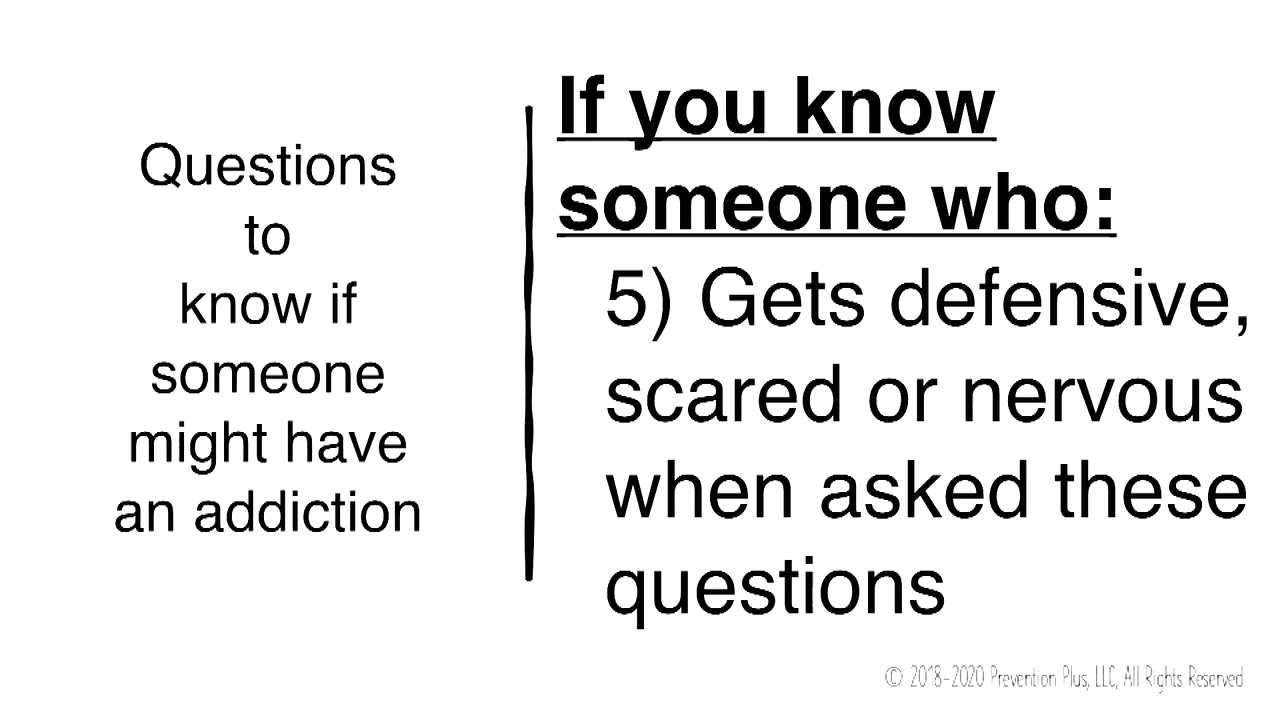 Questions
to
know if
someone
might have
an addiction
If you know
someone who:
5) Gets defensive,
scared or nervous
when asked these
questions
© 2018-2020 Prevention Plus, LLC, All Rights Reserved